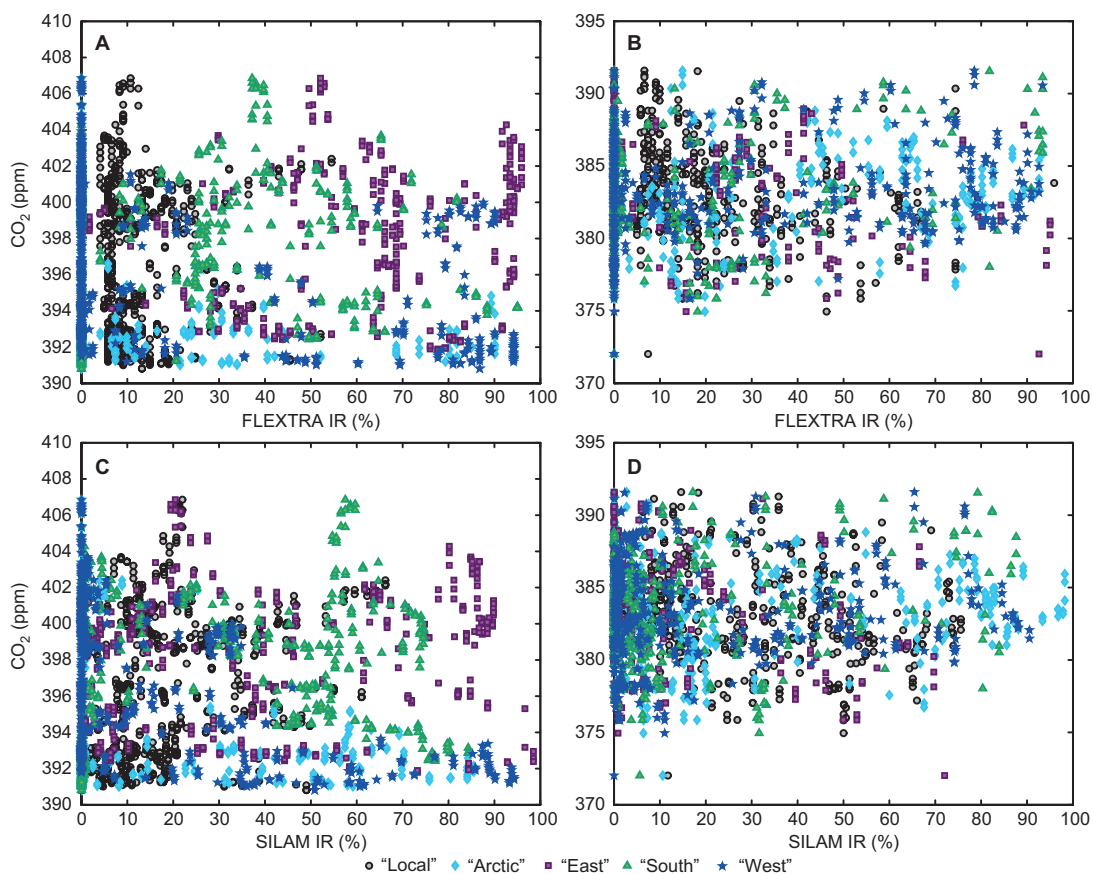 410
408
406
404
402
400
398
396
394
392
390
CO2 (ppm)
A
0 10 20 30 40 50 60 70 80 90 100
FLEXTRA IR (%)
395
390
385
380
375
370
B
0 10 20 30 40 50 60 70 80 90 100
FLEXTRA IR (%)
410
408
406
404
402
400
398
396
394
392
390
CO2 (ppm)
C
0 10 20 30 40 50 60 70 80 90 100
SILAM IR (%)
395
390
385
380
375
370
D
0 10 20 30 40 50 60 70 80 90 100
SILAM IR (%)
“Local” “Arctic” “East” “South” “West”